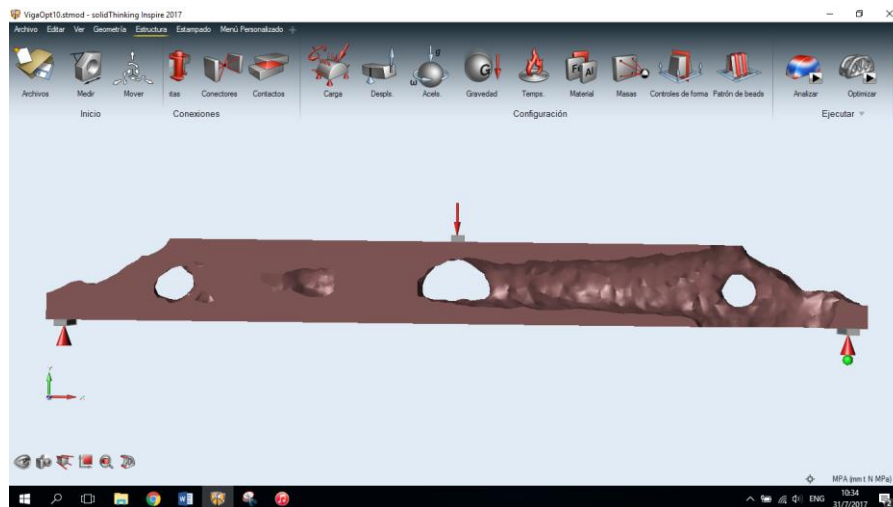 VigaOpt10.stmod - solidThinking Inspire 2017
Archivo Editar Ver Geometría Estructura Estampado Menú Personalizado +
Archivos Medir Mover itas Conectores Contactos Carga Despls. Acels. Gravedad Temps. Material Masas Controles de forma Patrón de beads Analizar Optimizar
Inicio Conexiones Configuración Ejecutar
MPA (mm t N MPa)
ENG 10:34
31/7/2017